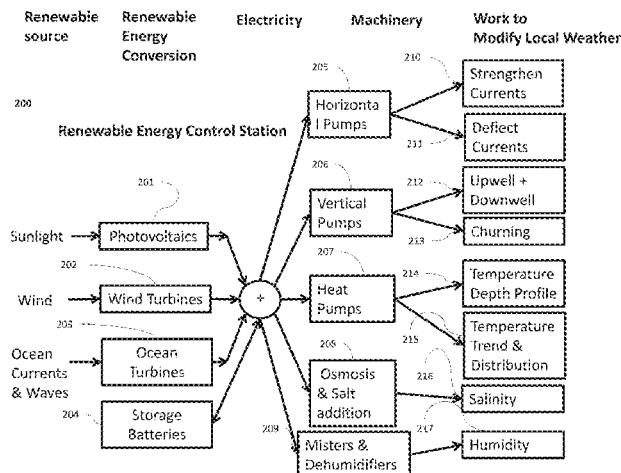 Renewable source
Renewable Energy Conversion
Electricity
Machinery
Work to Modify Local Weather
200
Renewable Energy Control Station
205
Horizonta
l Pumps
210
Strengthen
Currents
211
Deflect
Currents
201
Sunlight
Photovoltaics
206
Vertical
Pumps
212
Upwell +
Downwell
213
Churning
202
Wind
Wind Turbines
+
207
Heat
Pumps
214
Temperature
Depth Profile
215
Temperature
Trend &
Distribution
203
Ocean
Currents
& Waves
Ocean
Turbines
204
Storage
Batteries
208
Osmosis
& Salt
addition
216
Salinity
209
Misters &
Dehumidifiers
217
Humidity